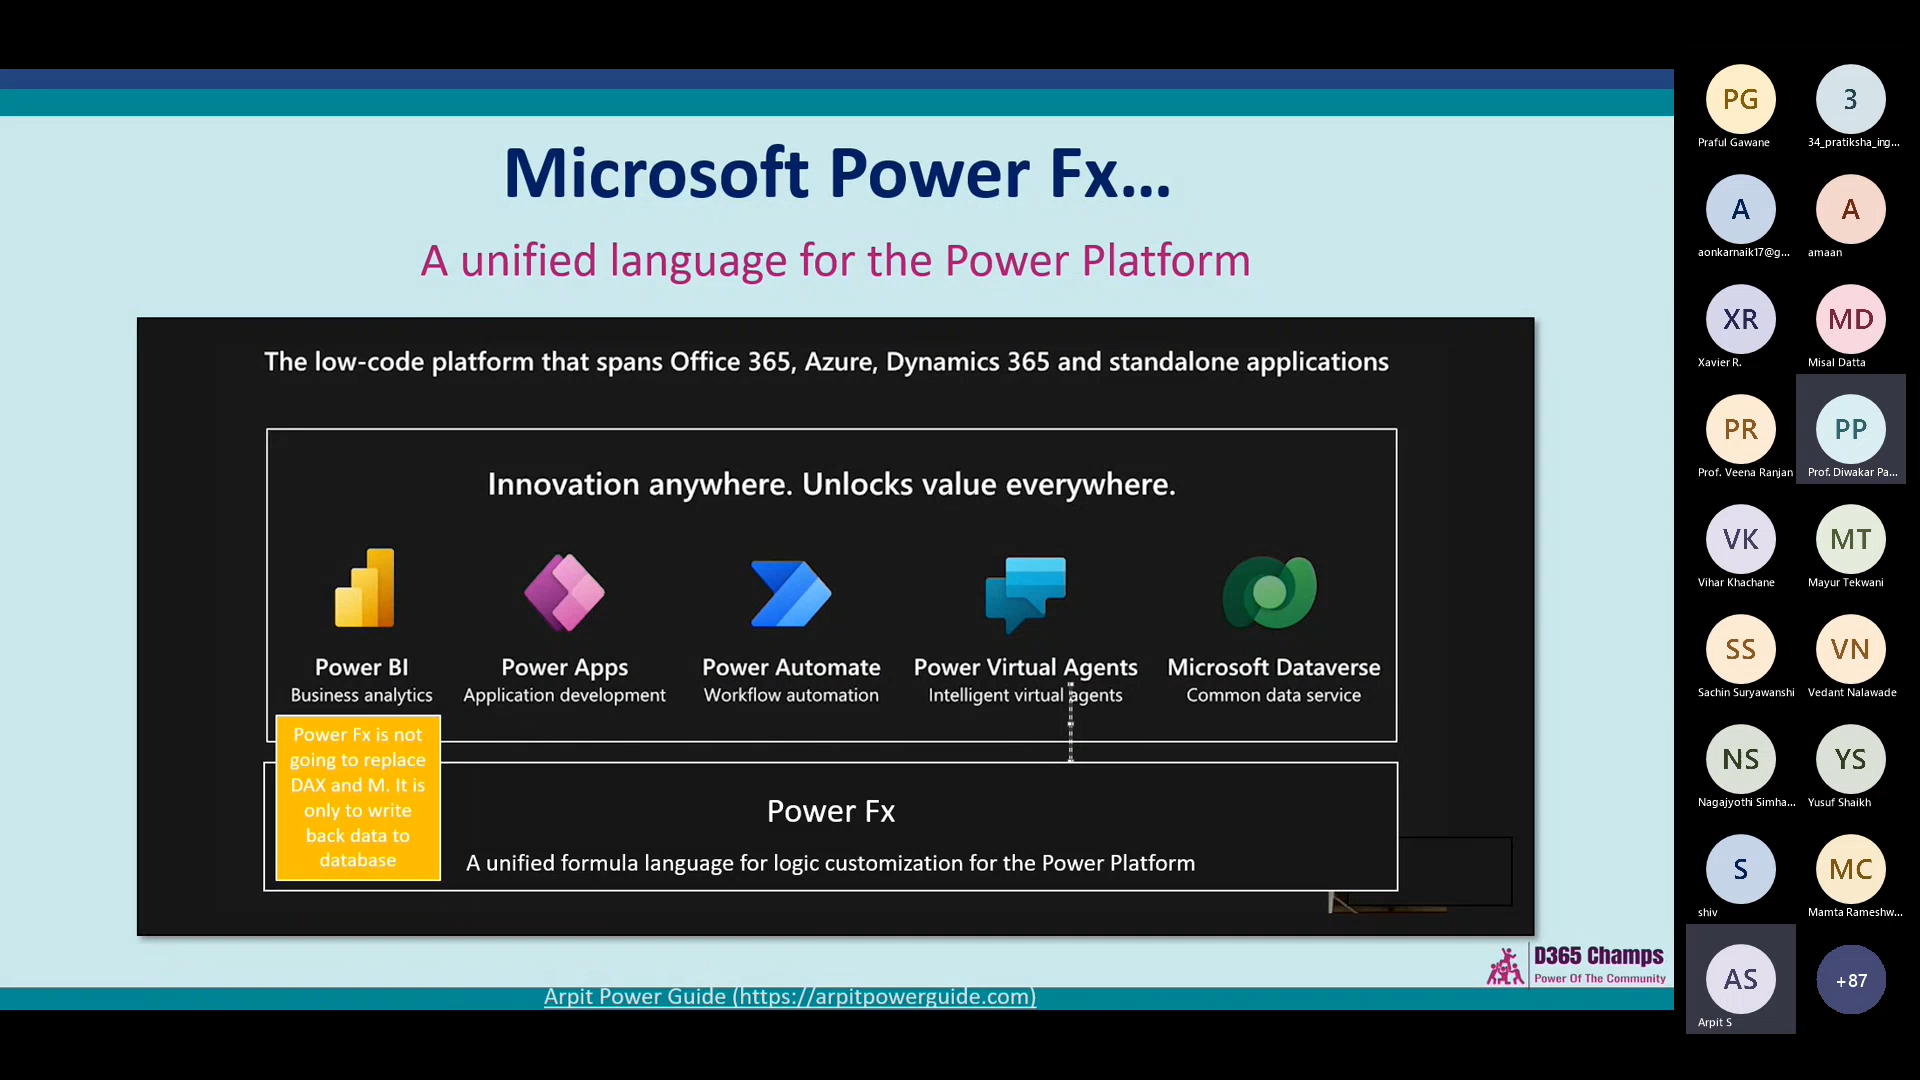 Microsoft Power Fx...
A unified language for the Power Platform
The low-code platform that spans Office 365, Azure, Dynamics 365 and standalone applications
Innovation anywhere. Unlocks value everywhere.
Power BI
Business analytics
Power Apps
Application development
Power Automate
Workflow automation
Power Virtual Agents
Intelligent virtual agents
Microsoft Dataverse
Common data service
Power Fx is not
going to replace
DAX and M. It is
only to write
back data to
database
Power Fx
A unified formula language for logic customization for the Power Platform
D365 Champs
Power Of The Community
Arpit Power Guide (https://arpitpowerguide.com)
PG
Praful Gawane
3
34_pratiksha_ing...
A
aonkarnaik17@g...
A
amaan
XR
Xavier R.
MD
Misal Datta
PR
Prof. Veena Ranjan
PP
Prof. Diwakar Pa...
VK
Vihar Khachane
MT
Mayur Tekwani
SS
Sachin Suryawanshi
VN
Vedant Nalawade
NS
Nagajyothi Simha...
YS
Yusuf Shaikh
S
shiv
MC
Mamta Rameshw...
AS
Arpit S
+87